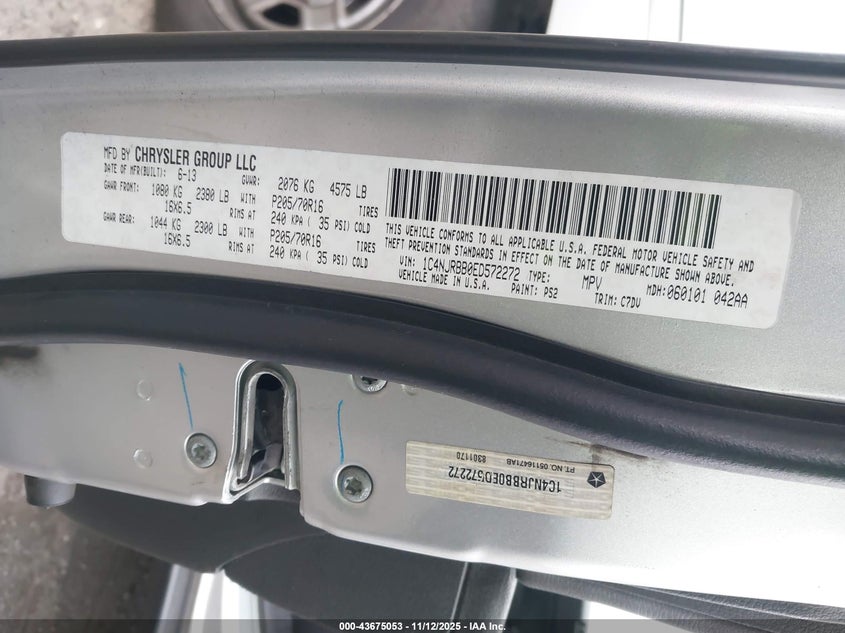 MFD BY CHRYSLER GROUP LLC
DATE OF MFR(BUILT): 6-13 GVWR: 2076 KG 4575 LB
GAWR FRONT: 1080 KG 2380 LB WITH P205/70R16 TIRES
16X6.5 RIMS AT 240 KPA ( 35 PSI) COLD
GAWR REAR: 1044 KG 2300 LB WITH P205/70R16 TIRES
16X6.5 RIMS AT 240 KPA ( 35 PSI) COLD
THIS VEHICLE CONFORMS TO ALL APPLICABLE U.S.A. FEDERAL MOTOR VEHICLE SAFETY AND
THEFT PREVENTION STANDARDS IN EFFECT ON THE DATE OF MANUFACTURE SHOWN ABOVE.
VIN: 1C4NJRBB0ED572272 TYPE: MPV MDH:060101 042AA
VEHICLE MADE IN U.S.A. PAINT: PS2 TRIM: C7DV
1C4NJRBB0ED572272
PT. NO. 05116471AB
8301170
000-43675053 - 11/12/2025 - IAA Inc.